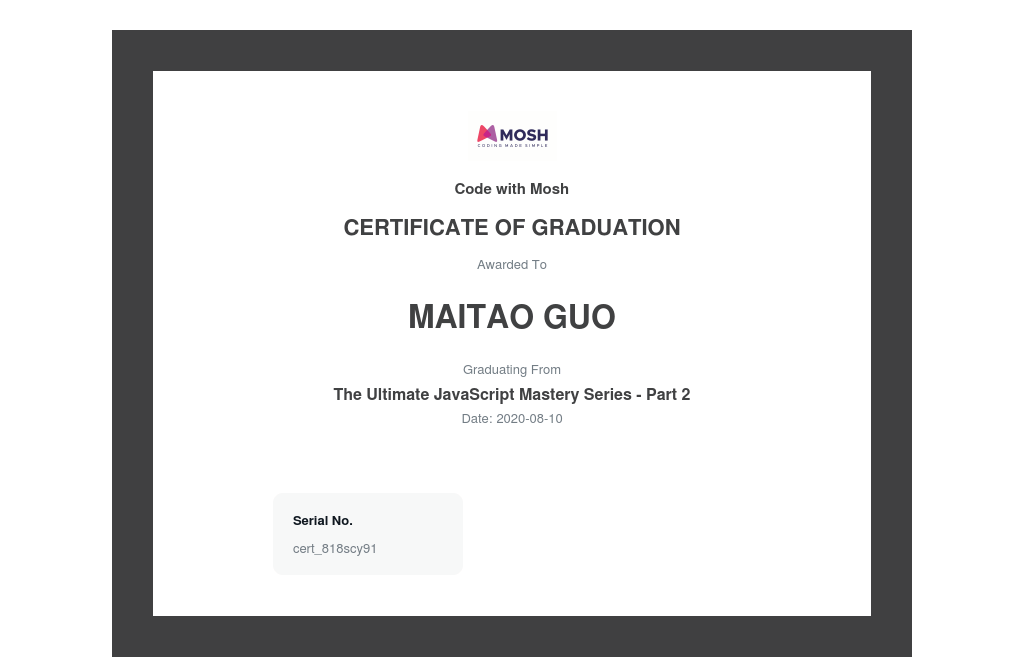 MOSH
CODING MADE SIMPLE
Code with Mosh
CERTIFICATE OF GRADUATION
Awarded To
MAITAO GUO
Graduating From
The Ultimate JavaScript Mastery Series - Part 2
Date: 2020-08-10
Serial No.
cert_818scy91